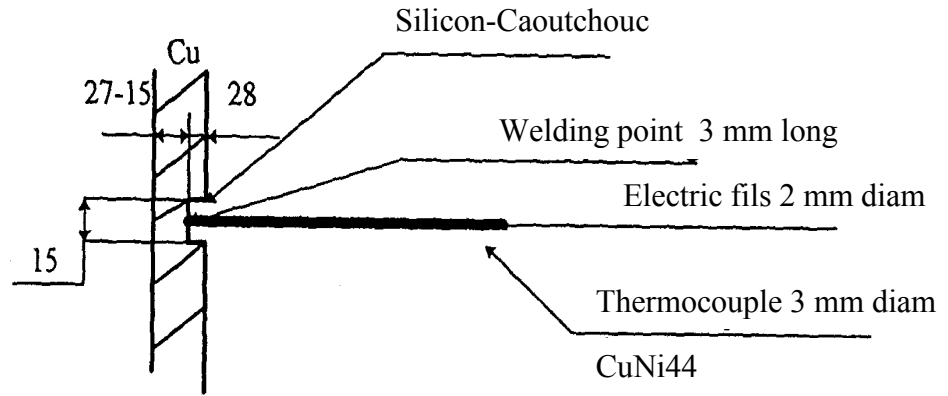 Silicon-Caoutchouc
Cu
27-15
28
Welding point 3 mm long
Electric fils 2 mm diam
15
Thermocouple 3 mm diam
CuNi44